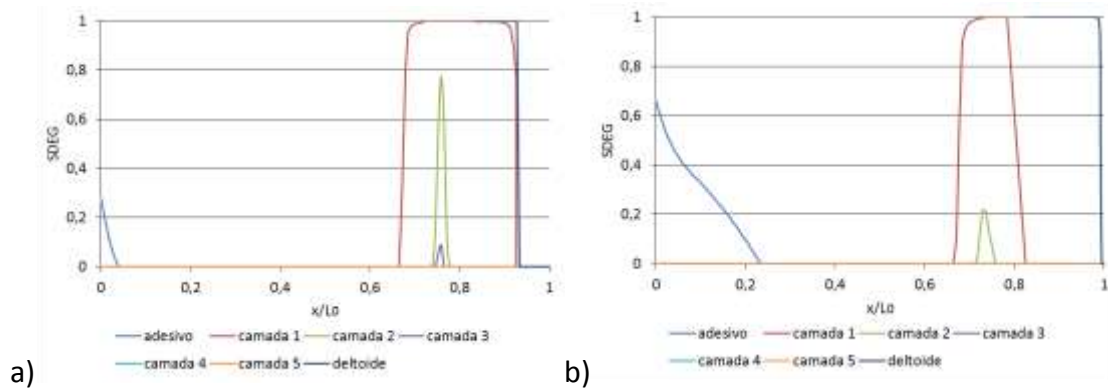 1
0,8
0,6
0,4
0,2
0
SDEG
0 0,2 0,4 0,6 0,8 1
x/L0
adesivo camada 1 camada 2 camada 3
camada 4 camada 5 deltoide
a)
1
0,8
0,6
0,4
0,2
0
SDEG
0 0,2 0,4 0,6 0,8 1
x/L0
adesivo camada 1 camada 2 camada 3
camada 4 camada 5 deltoide
b)